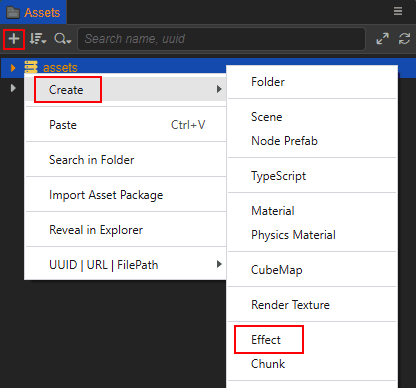 Assets
Search name, uuid
assets
Create
Paste Ctrl+V
Search in Folder
Import Asset Package
Reveal in Explorer
UUID | URL | FilePath
Folder
Scene
Node Prefab
TypeScript
Material
Physics Material
CubeMap
Render Texture
Effect
Chunk